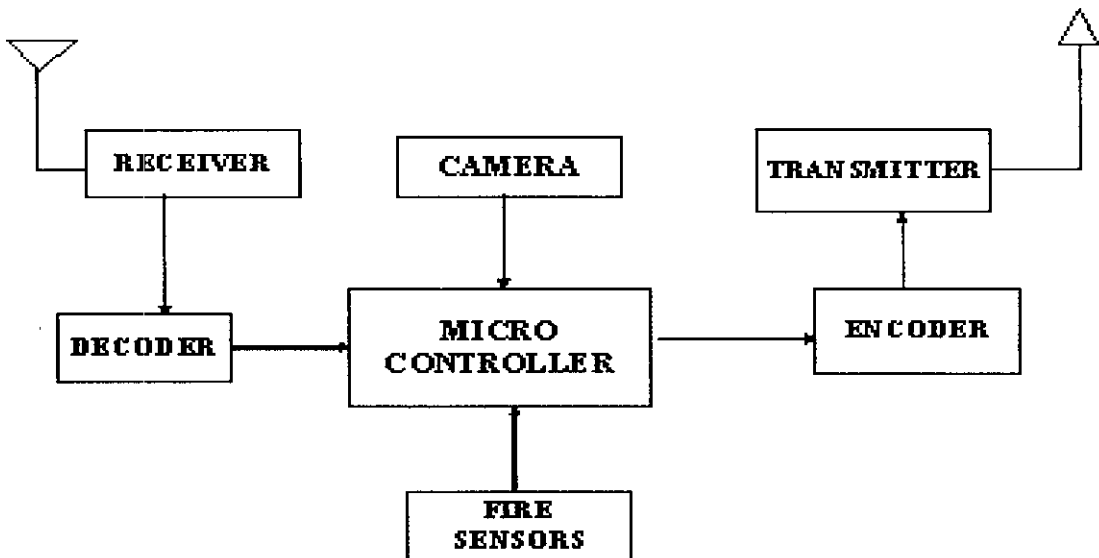 RECEIVER
CAMERA
TRANSMITTER
DECODER
MICRO
CONTROLLER
ENCODER
FIRE
SENSORS